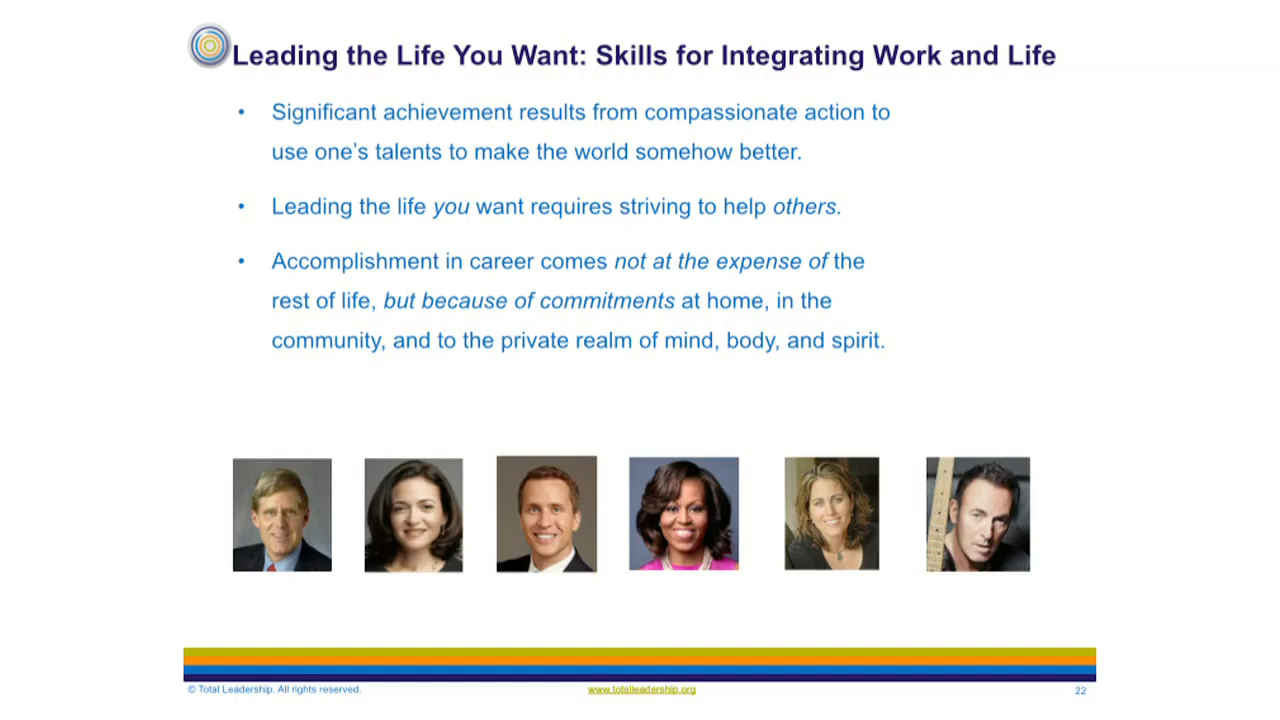 Leading the Life You Want: Skills for Integrating Work and Life
• Significant achievement results from compassionate action to
use one’s talents to make the world somehow better.
• Leading the life you want requires striving to help others.
• Accomplishment in career comes not at the expense of the
rest of life, but because of commitments at home, in the
community, and to the private realm of mind, body, and spirit.
© Total Leadership. All rights reserved.
www.totalleadership.org
22